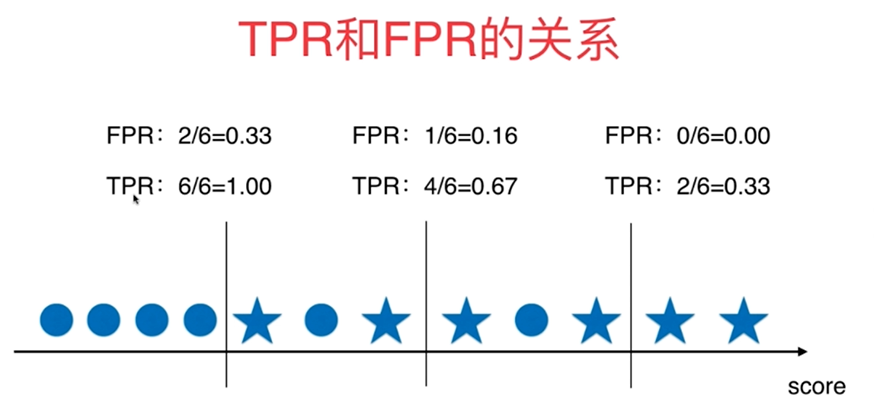 TPR和FPR的关系
FPR：2/6=0.33
TPR：6/6=1.00
FPR：1/6=0.16
TPR：4/6=0.67
FPR：0/6=0.00
TPR：2/6=0.33
score